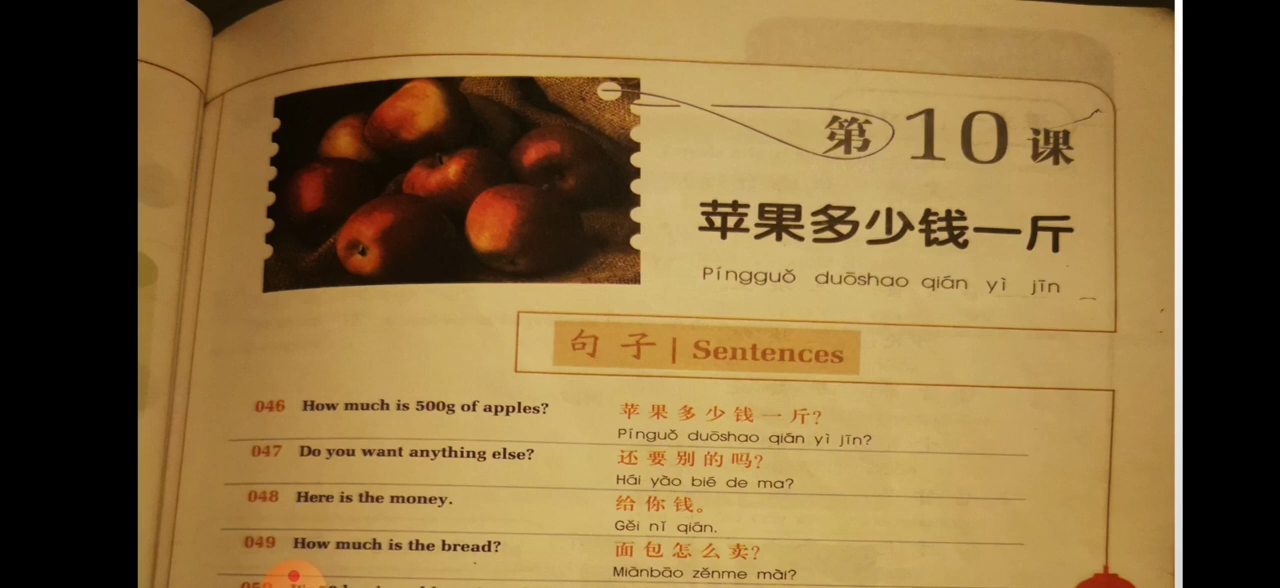 第10课
苹果多少钱一斤
Píngguǒ duōshao qián yì jīn
句子 | Sentences
046 How much is 500g of apples? 苹果多少钱一斤?
Pínguǒ duōshao qián yì jīn?
047 Do you want anything else? 还要别的吗?
Hái yào bié de ma?
048 Here is the money. 给你钱。
Gěi nǐ qián.
049 How much is the bread? 面包怎么卖?
Miànbāo zěnme mài?